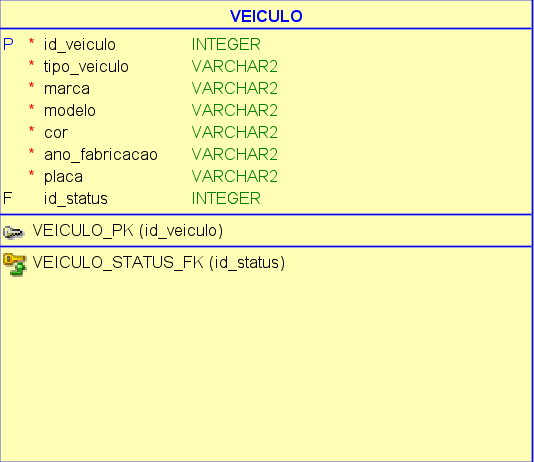 VEICULO
P * id_veiculo INTEGER
* tipo_veiculo VARCHAR2
* marca VARCHAR2
* modelo VARCHAR2
* cor VARCHAR2
* ano_fabricacao VARCHAR2
* placa VARCHAR2
F id_status INTEGER
VEICULO_PK (id_veiculo)
VEICULO_STATUS_FK (id_status)